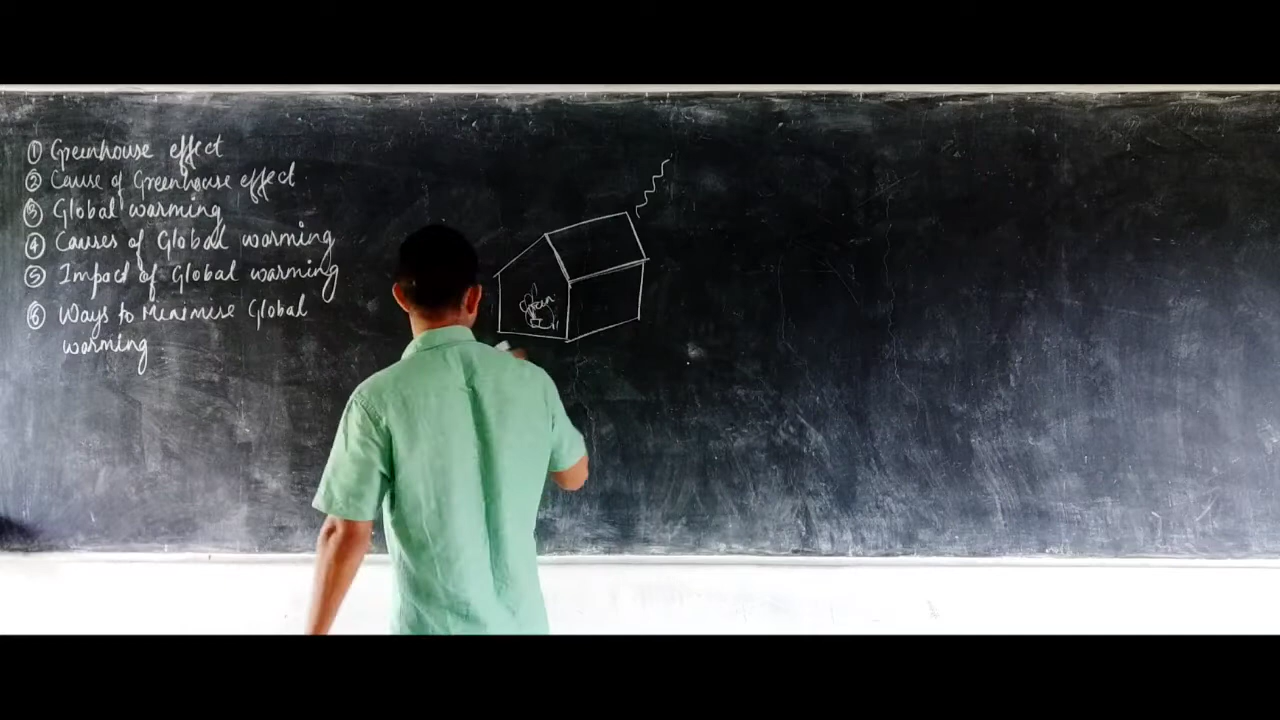 ① Greenhouse effect
② Cause of Greenhouse effect
③ Global warming
④ Causes of Global warming
⑤ Impact of Global warming
⑥ Ways to Minimise Global
warming
Green